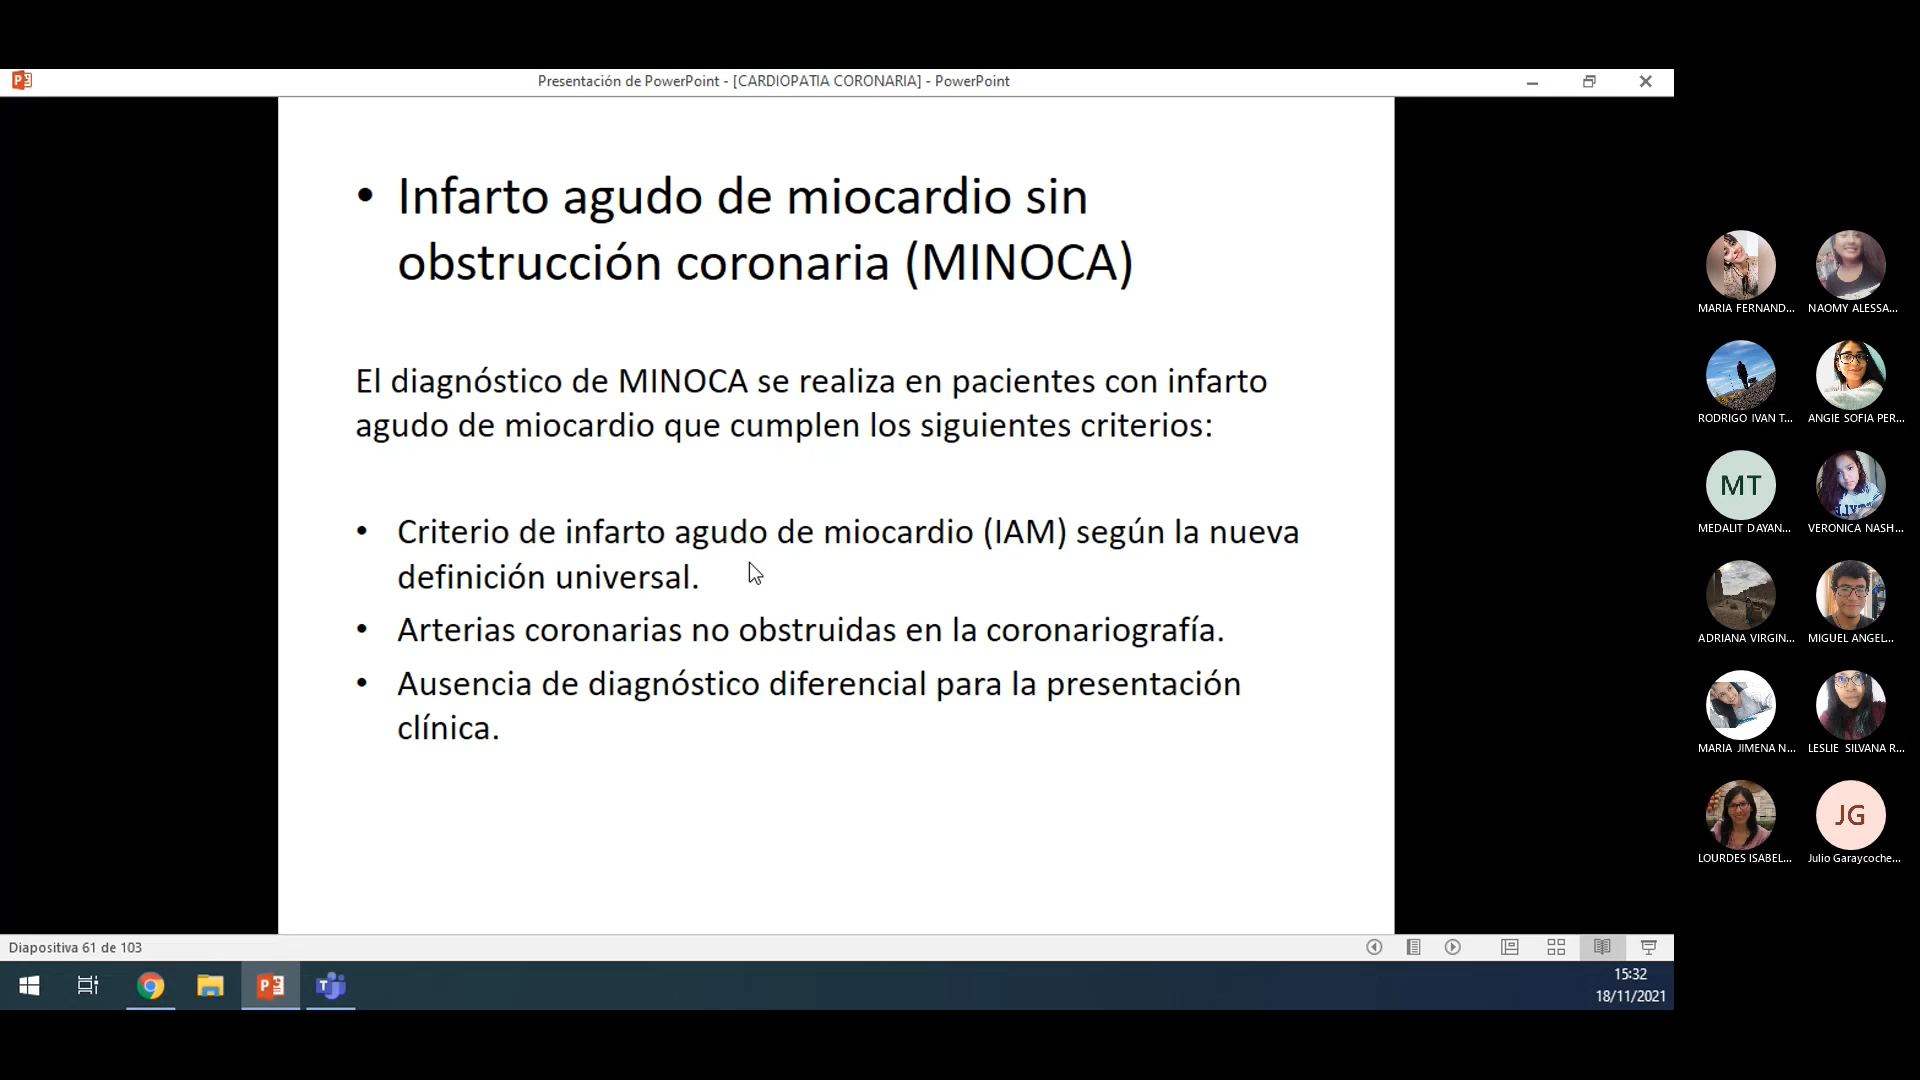 Presentación de PowerPoint - [CARDIOPATIA CORONARIA] - PowerPoint
• Infarto agudo de miocardio sin
obstrucción coronaria (MINOCA)
El diagnóstico de MINOCA se realiza en pacientes con infarto
agudo de miocardio que cumplen los siguientes criterios:
• Criterio de infarto agudo de miocardio (IAM) según la nueva
definición universal.
• Arterias coronarias no obstruidas en la coronariografía.
• Ausencia de diagnóstico diferencial para la presentación
clínica.
Diapositiva 61 de 103
15:32
18/11/2021
MARIA FERNAND...
NAOMY ALESSA...
RODRIGO IVAN T...
ANGIE SOFIA PER...
MT
MEDALIT DAYAN...
VERONICA NASH...
ADRIANA VIRGIN...
MIGUEL ANGEL...
MARIA JIMENA N...
LESLIE SILVANA R...
LOURDES ISABEL...
JG
Julio Garaycoche...